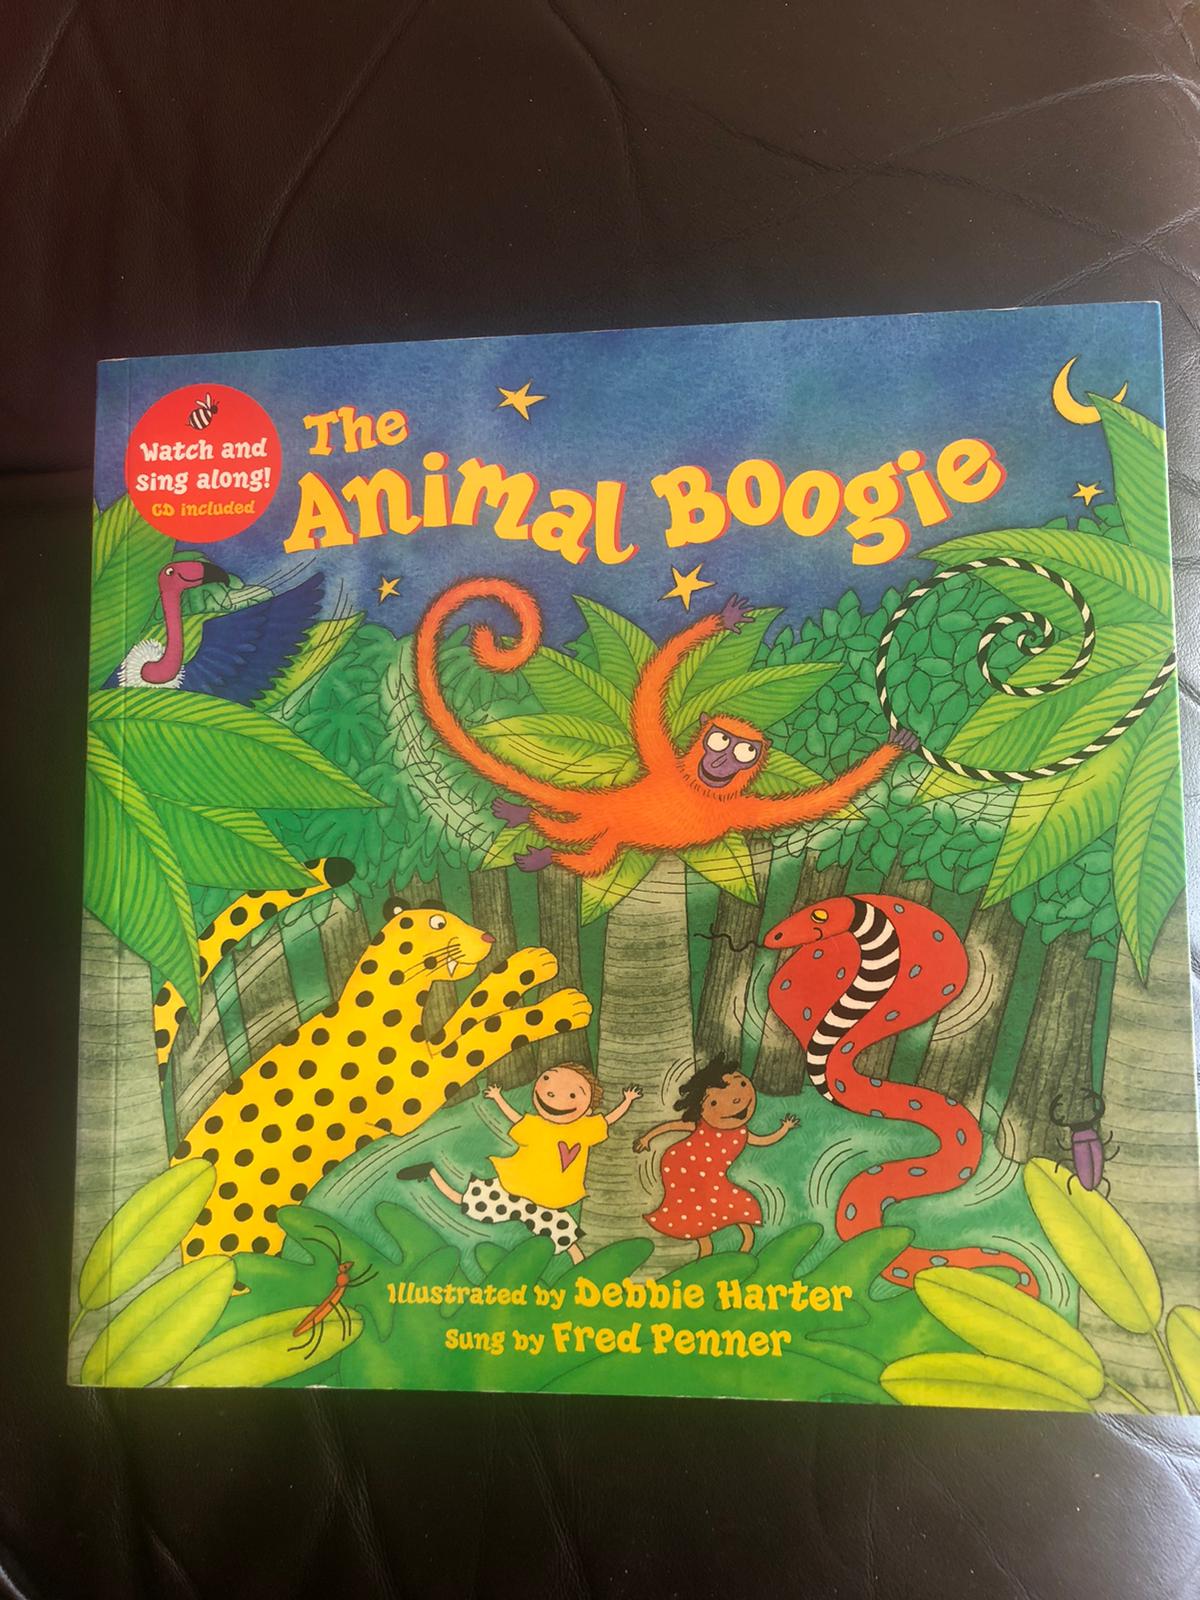 Watch and
sing along!
CD included
The
Animal Boogie
Illustrated by Debbie Harter
Sung by Fred Penner